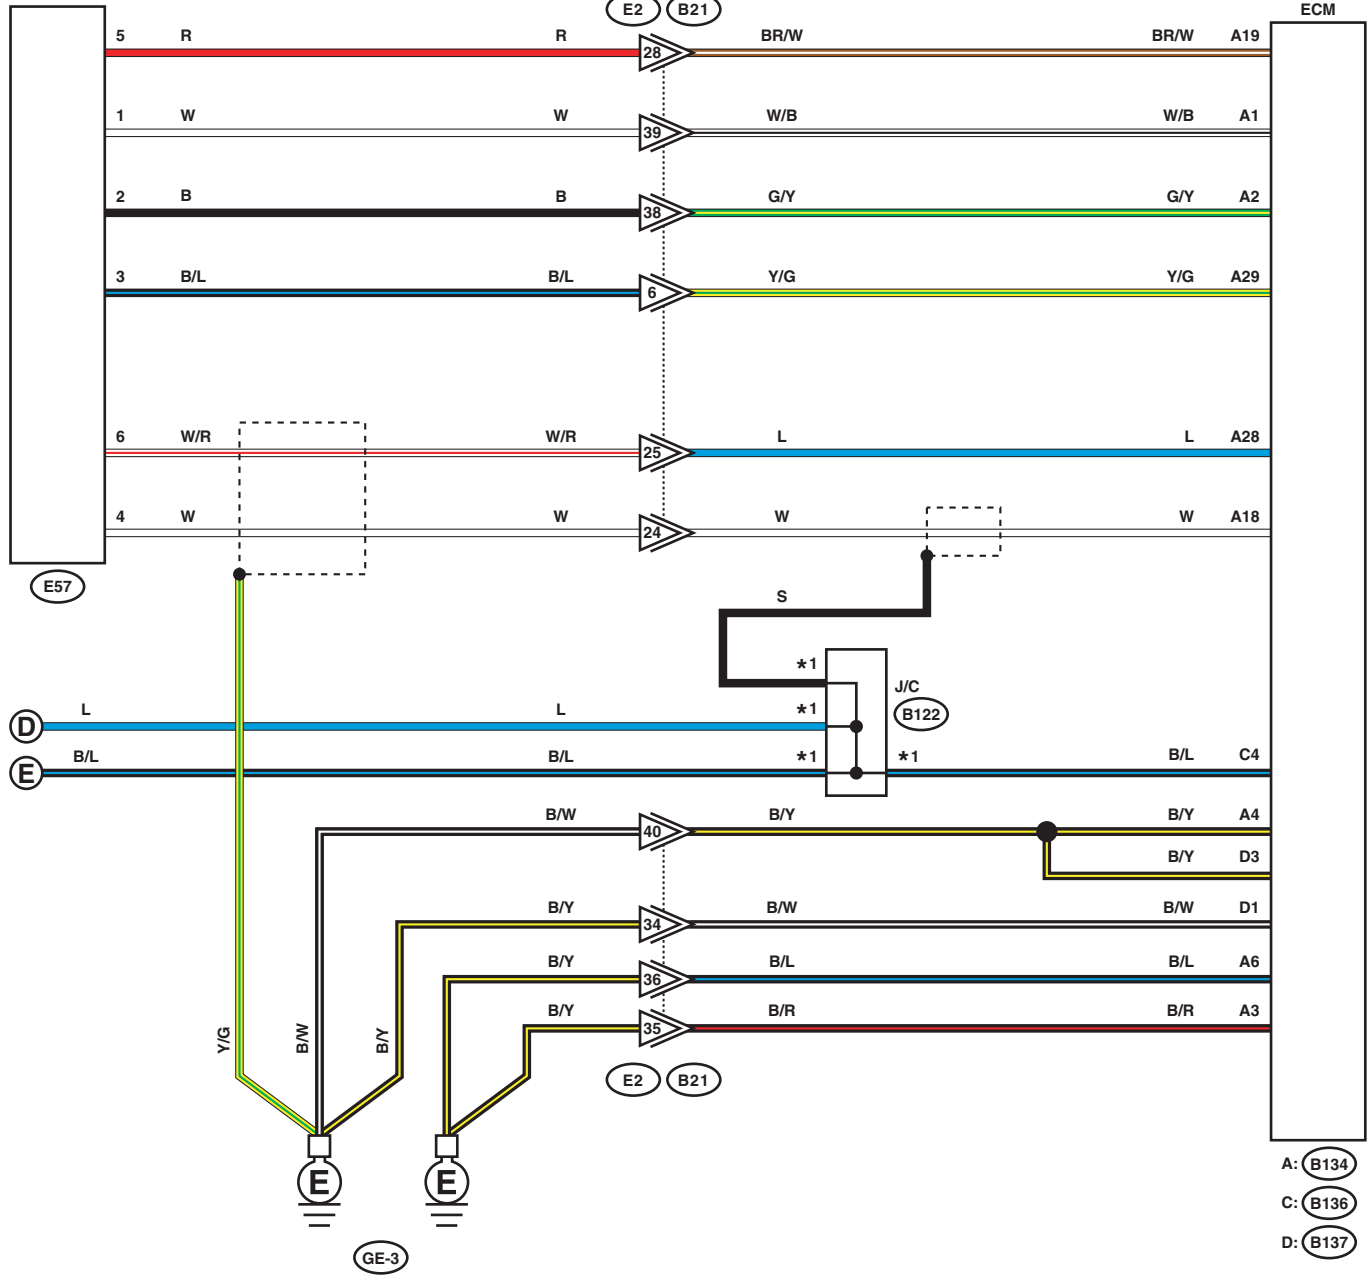 E2 B21 ECM
5 R R 28 BR/W BR/W A19
1 W W 39 W/B W/B A1
2 B B 38 G/Y G/Y A2
3 B/L B/L 6 Y/G Y/G A29
6 W/R W/R 25 L L A28
4 W W 24 W W A18
E57
S
*1
J/C
L L *1 B122
D
B/L B/L *1 *1 B/L C4
E
B/W 40 B/Y B/Y A4
B/Y D3
B/Y 34 B/W B/W D1
B/Y 36 B/L B/L A6
B/Y 35 B/R B/R A3
Y/G B/W B/Y
E2 B21
E E
A: B134
C: B136
D: B137
GE-3